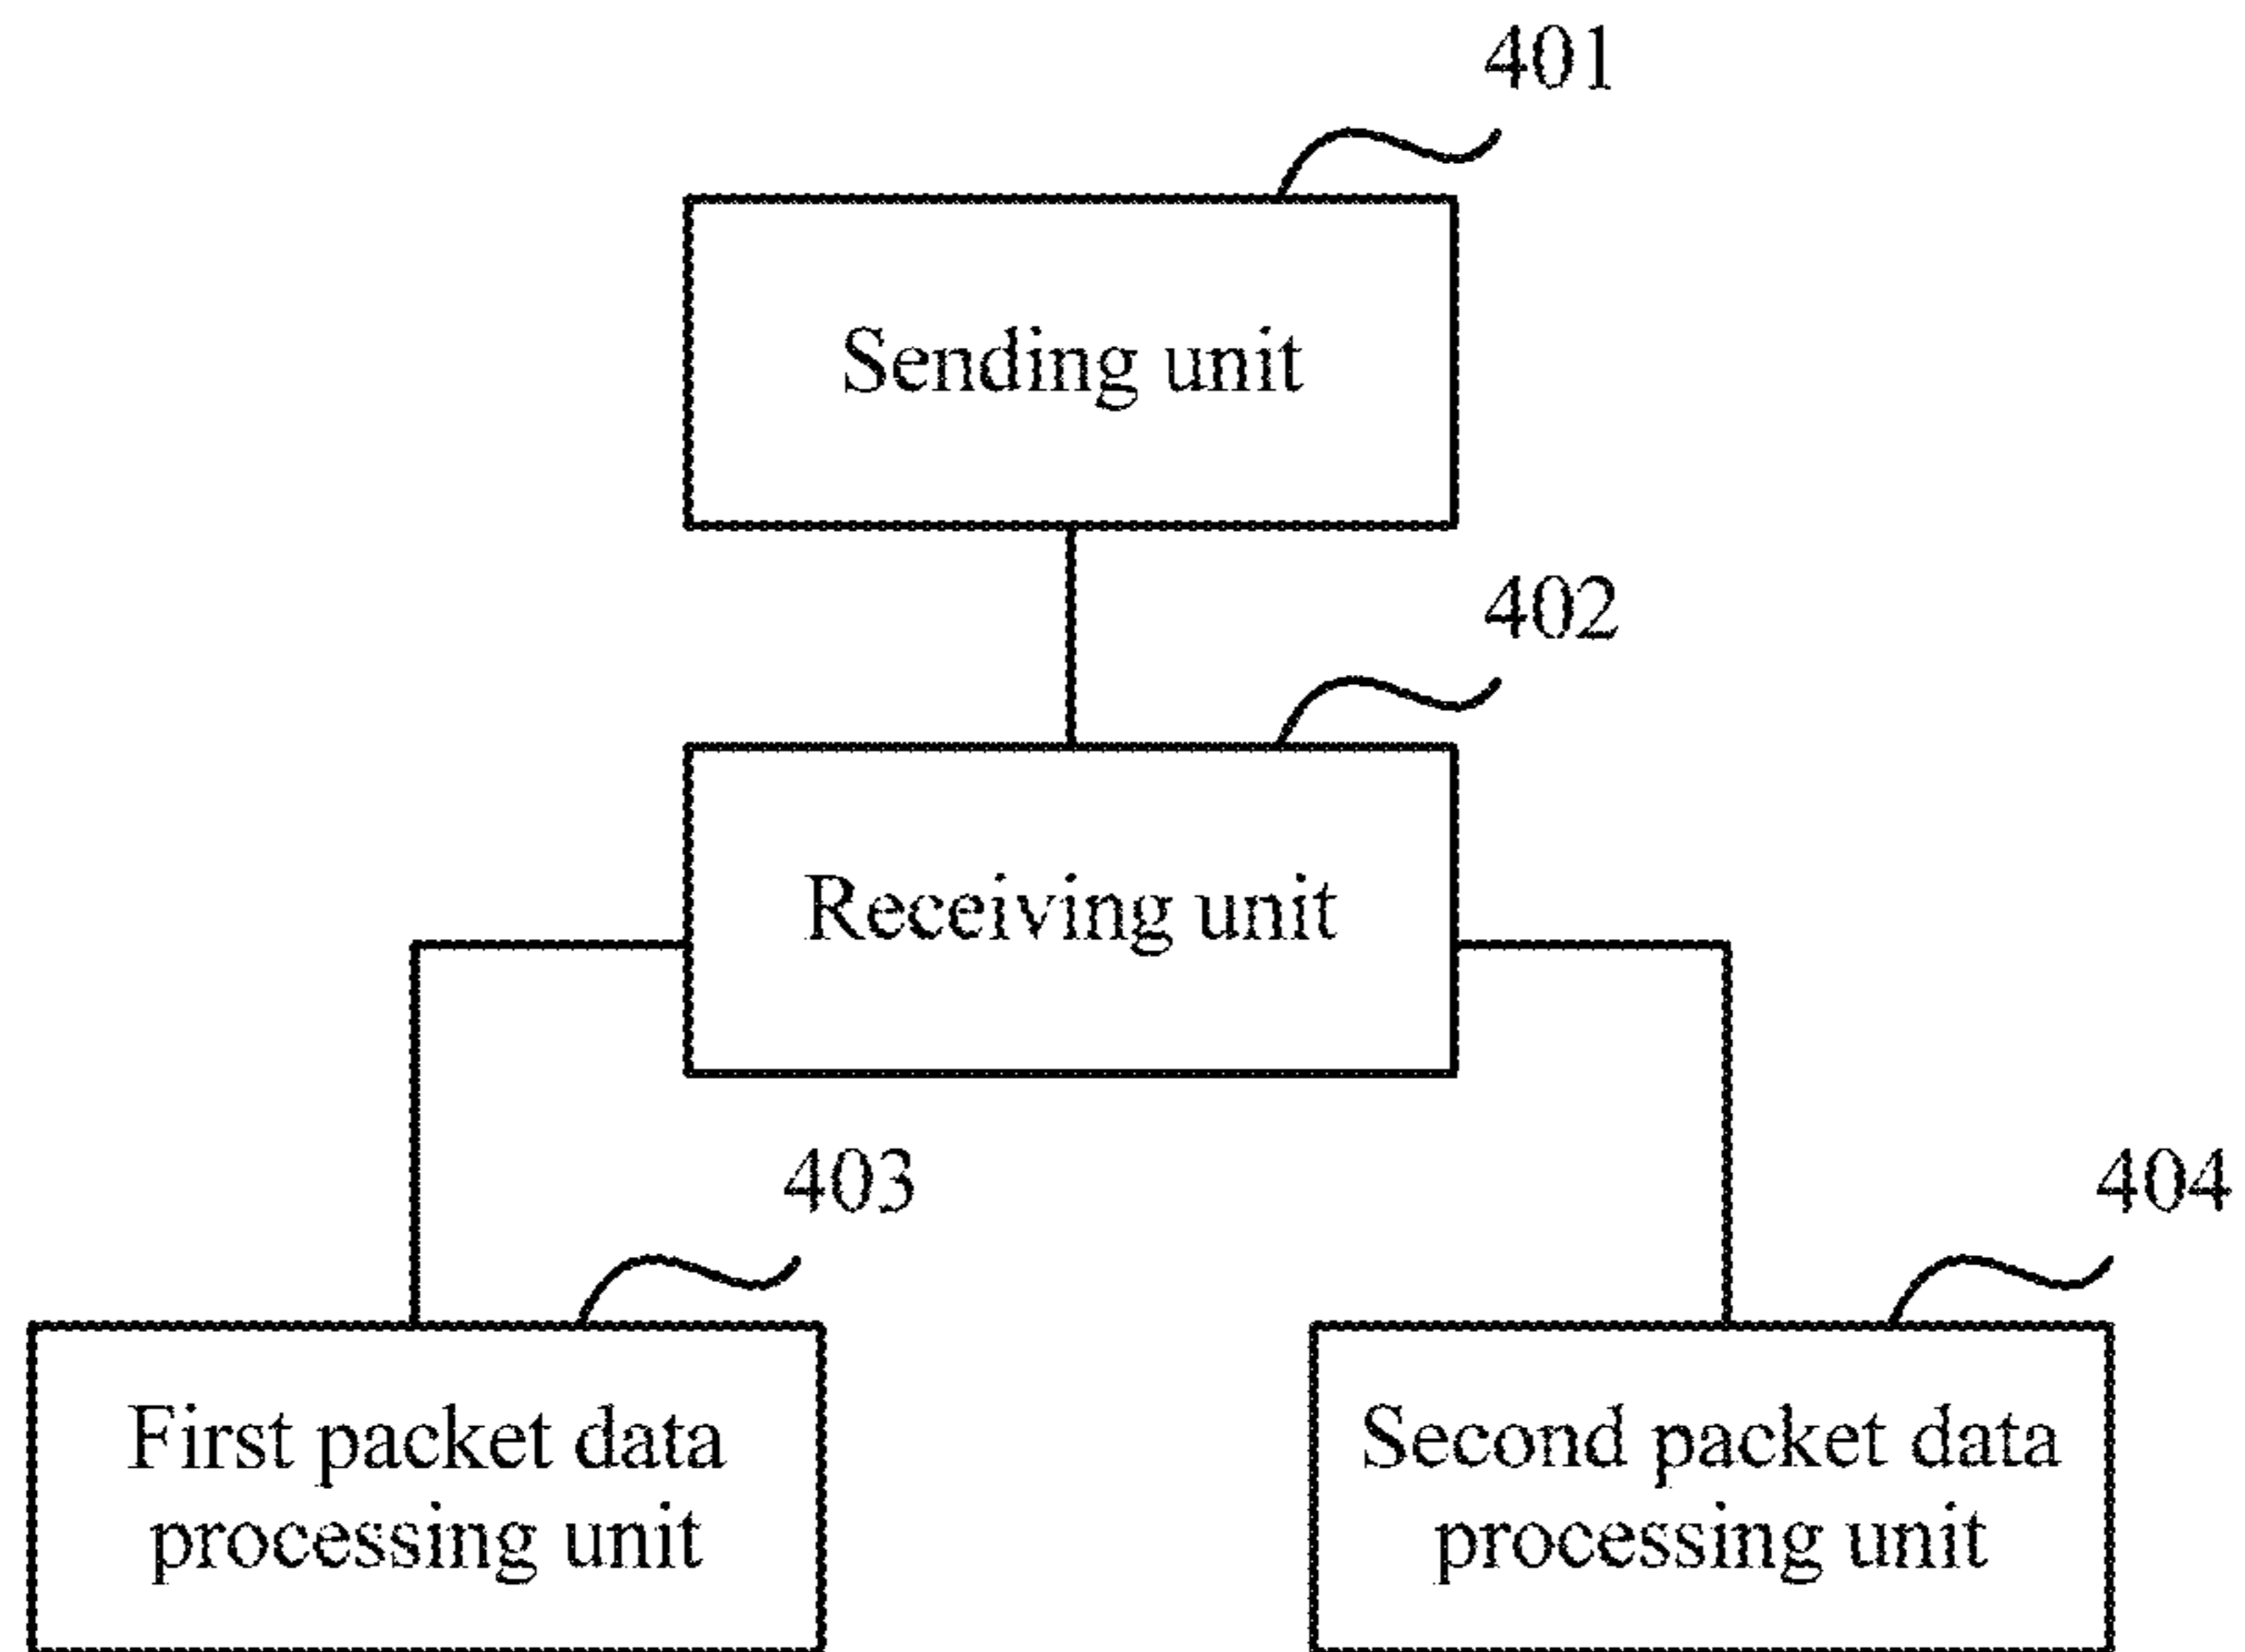 401
Sending unit
402
Receiving unit
403
404
First packet data
processing unit
Second packet data
processing unit